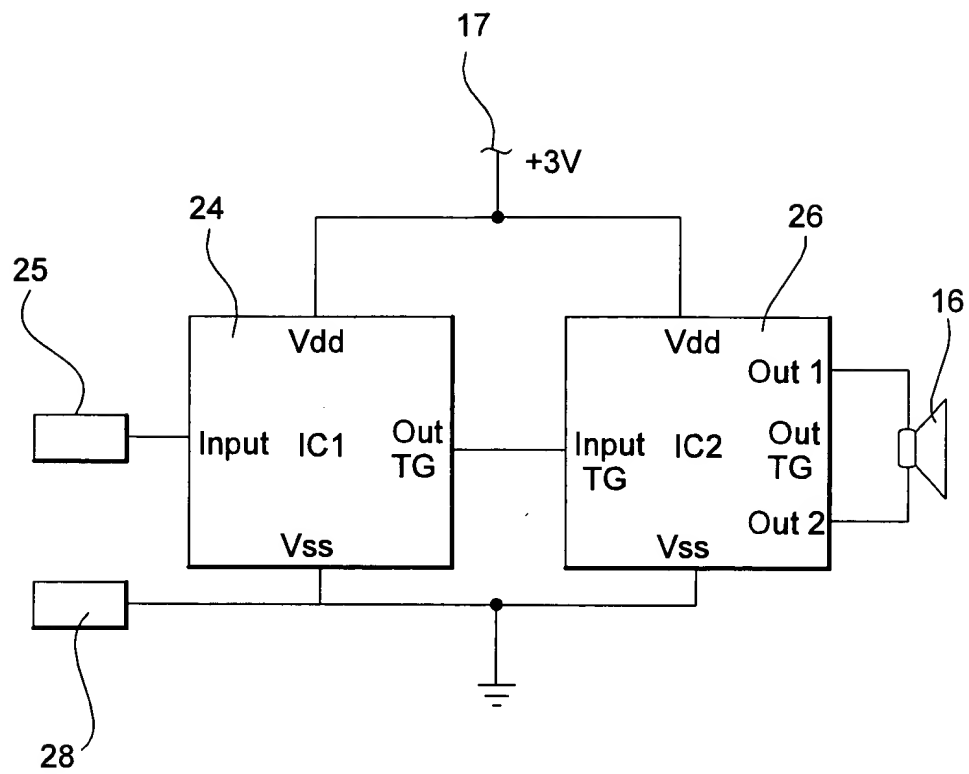 17
+3V
24
26
25
16
Vdd
Vdd
Out 1
Input
IC1
Out
TG
Input
TG
IC2
Out
TG
Out 2
Vss
Vss
28